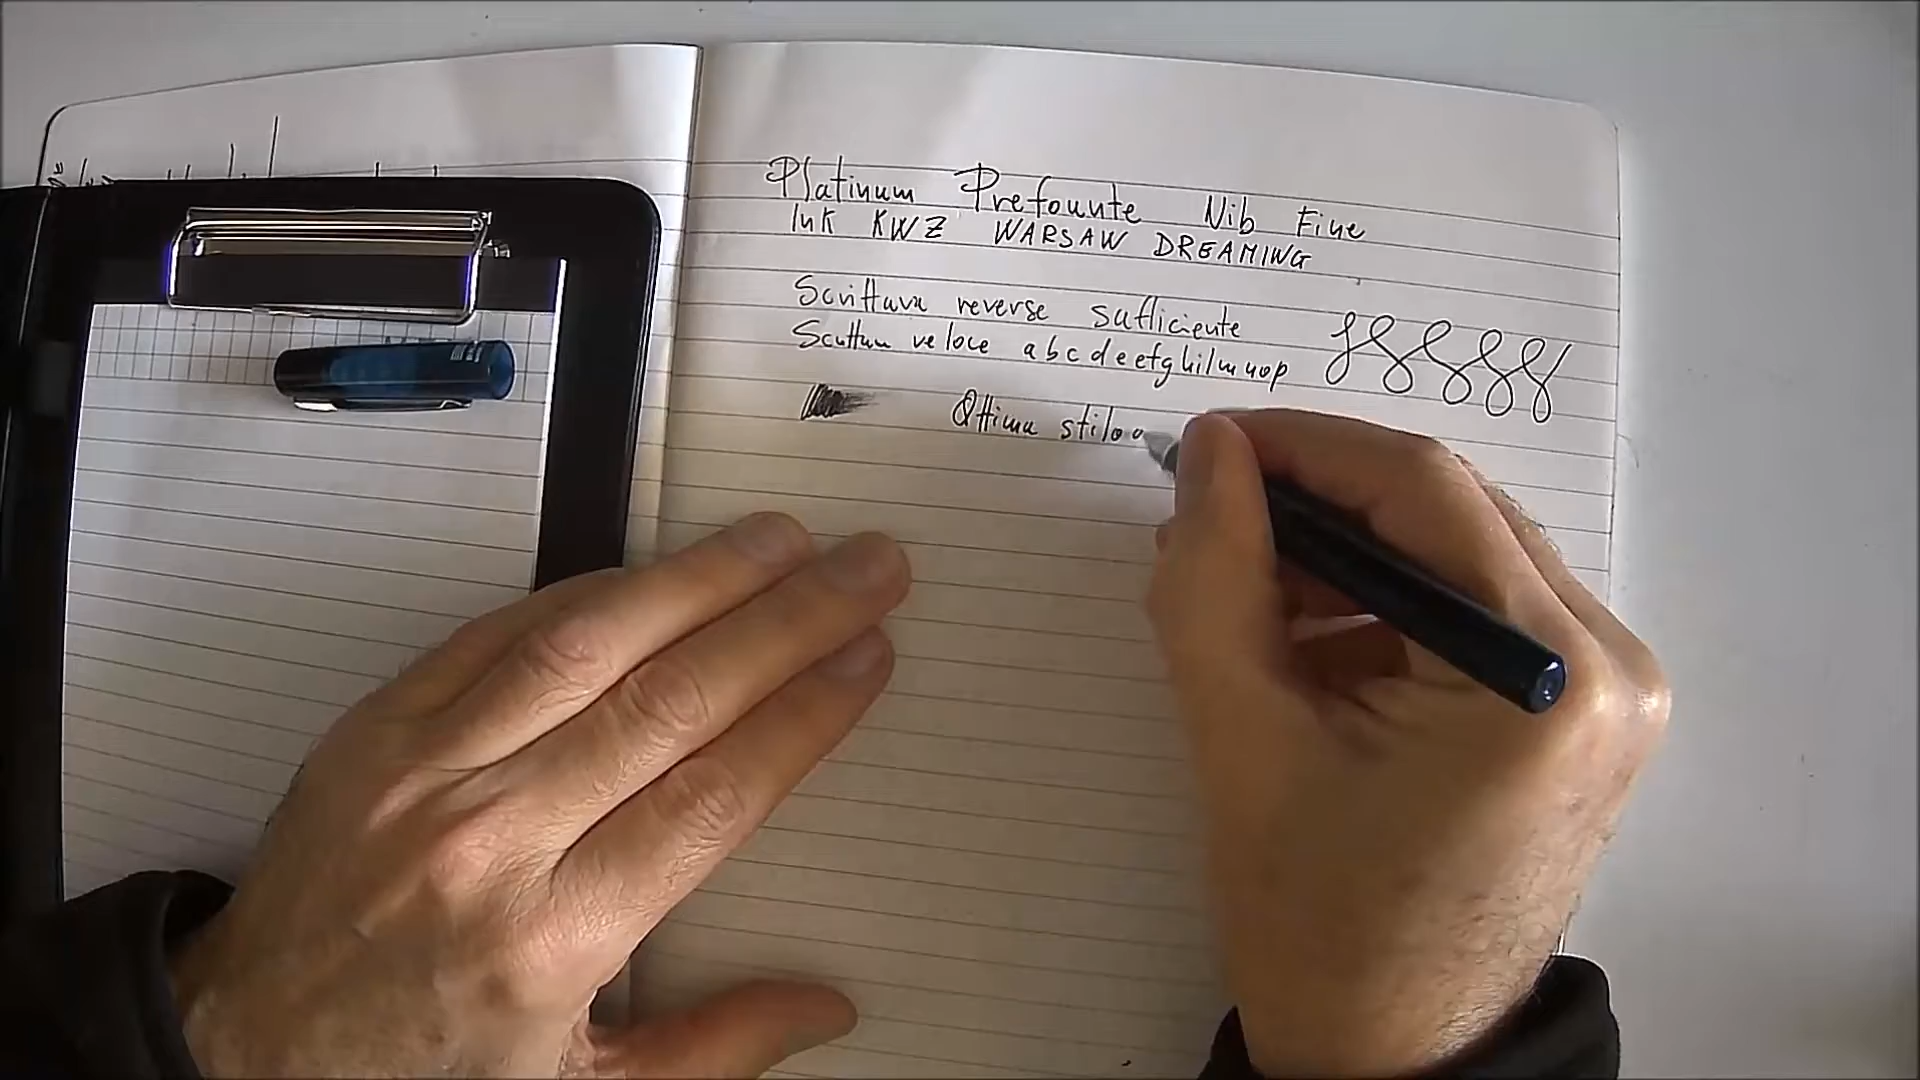 Platinum Prefounte Nib Fine
Ink KWZ WARSAW DREAMING
Scrittura reverse sufficiente
Scrittura veloce abcdeefghilmnop
Ottima stilo